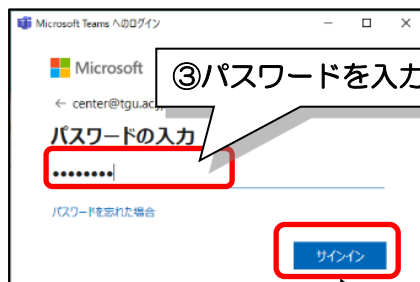 Microsoft Teams へのログイン
Microsoft
③パスワードを入力
← center@tgu.ac
パスワードの入力
••••••••
パスワードを忘れた場合
サインイン